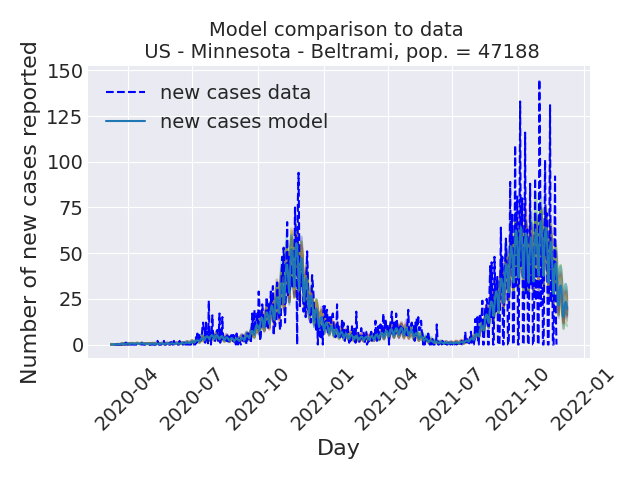 Model comparison to data
US - Minnesota - Beltrami, pop. = 47188
Number of new cases reported
150
125
100
75
50
25
0
new cases data
new cases model
2020-04
2020-07
2020-10
2021-01
2021-04
2021-07
2021-10
2022-01
Day